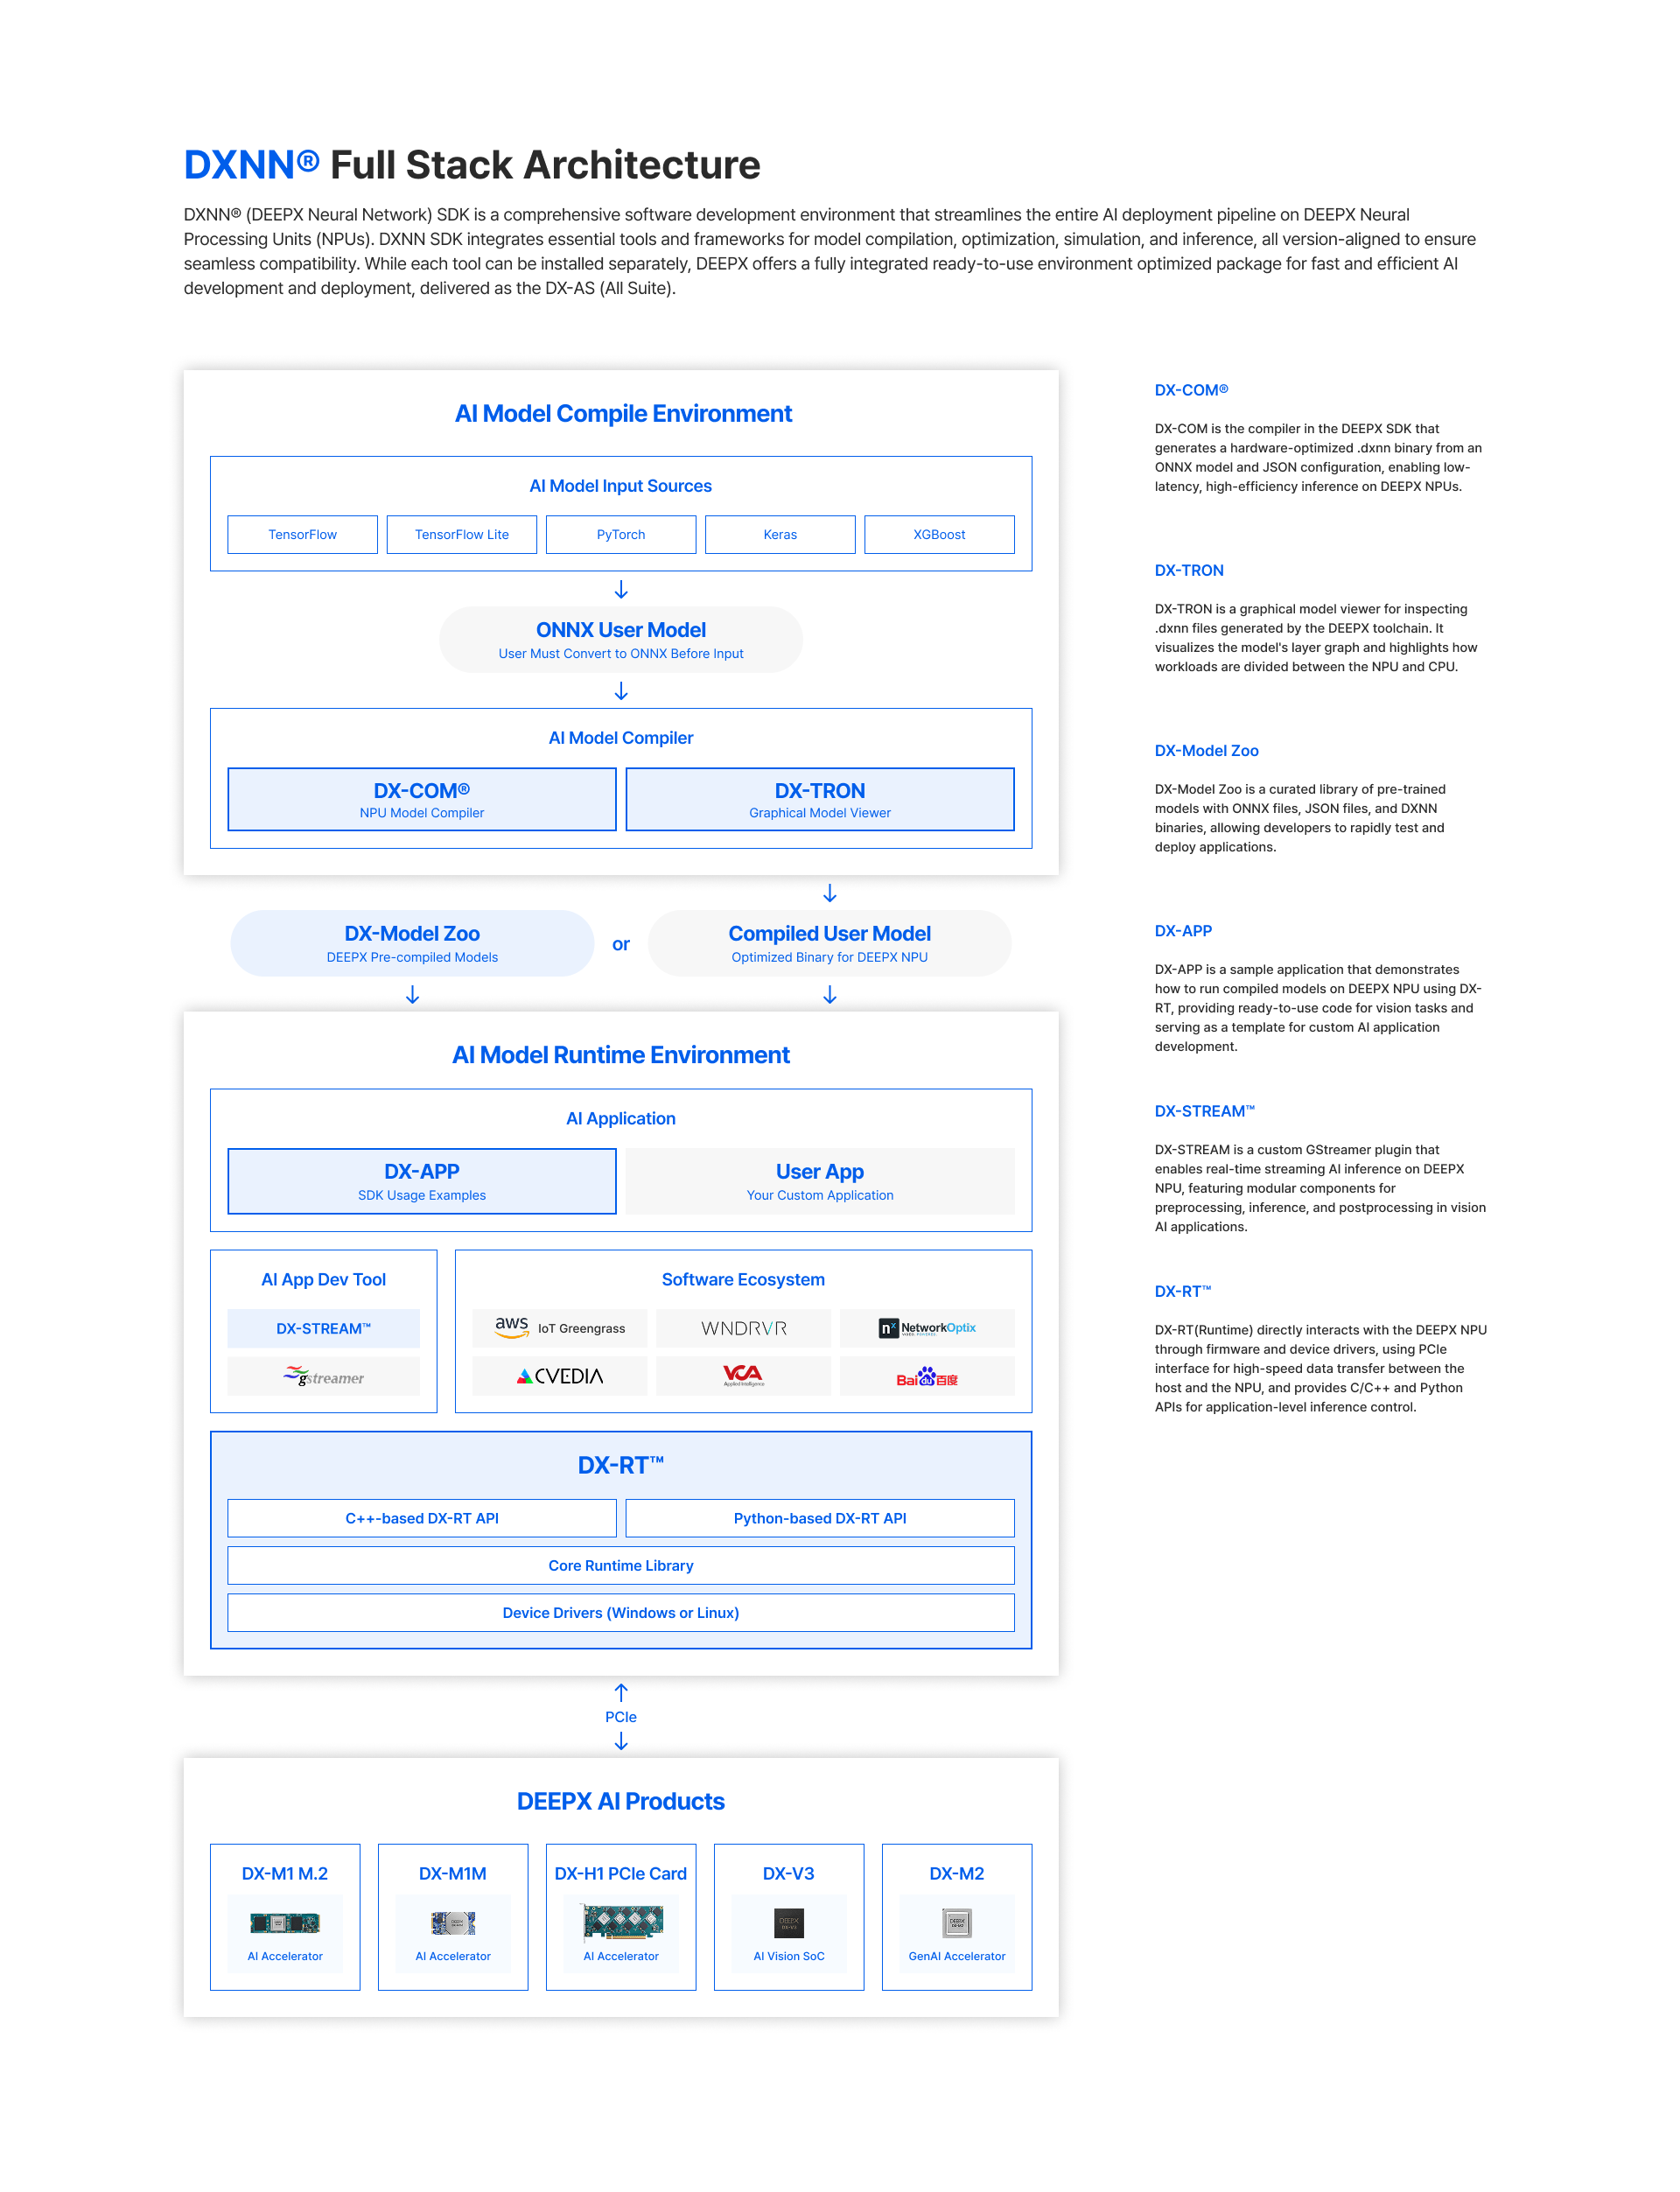 DXNN® Full Stack Architecture
DXNN® (DEEPX Neural Network) SDK is a comprehensive software development environment that streamlines the entire AI deployment pipeline on DEEPX Neural
Processing Units (NPUs). DXNN SDK integrates essential tools and frameworks for model compilation, optimization, simulation, and inference, all version-aligned to ensure
seamless compatibility. While each tool can be installed separately, DEEPX offers a fully integrated ready-to-use environment optimized package for fast and efficient AI
development and deployment, delivered as the DX-AS (All Suite).
AI Model Compile Environment
AI Model Input Sources
TensorFlow
TensorFlow Lite
PyTorch
Keras
XGBoost
ONNX User Model
User Must Convert to ONNX Before Input
AI Model Compiler
DX-COM®
NPU Model Compiler
DX-TRON
Graphical Model Viewer
DX-Model Zoo
DEEPX Pre-compiled Models
or
Compiled User Model
Optimized Binary for DEEPX NPU
AI Model Runtime Environment
AI Application
DX-APP
SDK Usage Examples
User App
Your Custom Application
AI App Dev Tool
DX-STREAM™
gstreamer
Software Ecosystem
aws IoT Greengrass
WNDRVR
nx NetworkOptix
CVEDIA
VCA
Applied Intelligence
Baidu百度
DX-RT™
C++-based DX-RT API
Python-based DX-RT API
Core Runtime Library
Device Drivers (Windows or Linux)
PCIe
DEEPX AI Products
DX-M1 M.2
AI Accelerator
DX-M1M
AI Accelerator
DX-H1 PCIe Card
AI Accelerator
DX-V3
DEEPX
AI Vision SoC
DX-M2
DEEPX
GenAI Accelerator
DX-COM®
DX-COM is the compiler in the DEEPX SDK that
generates a hardware-optimized .dxnn binary from an
ONNX model and JSON configuration, enabling low-
latency, high-efficiency inference on DEEPX NPUs.
DX-TRON
DX-TRON is a graphical model viewer for inspecting
.dxnn files generated by the DEEPX toolchain. It
visualizes the model's layer graph and highlights how
workloads are divided between the NPU and CPU.
DX-Model Zoo
DX-Model Zoo is a curated library of pre-trained
models with ONNX files, JSON files, and DXNN
binaries, allowing developers to rapidly test and
deploy applications.
DX-APP
DX-APP is a sample application that demonstrates
how to run compiled models on DEEPX NPU using DX-
RT, providing ready-to-use code for vision tasks and
serving as a template for custom AI application
development.
DX-STREAM™
DX-STREAM is a custom GStreamer plugin that
enables real-time streaming AI inference on DEEPX
NPU, featuring modular components for
preprocessing, inference, and postprocessing in vision
AI applications.
DX-RT™
DX-RT(Runtime) directly interacts with the DEEPX NPU
through firmware and device drivers, using PCIe
interface for high-speed data transfer between the
host and the NPU, and provides C/C++ and Python
APIs for application-level inference control.